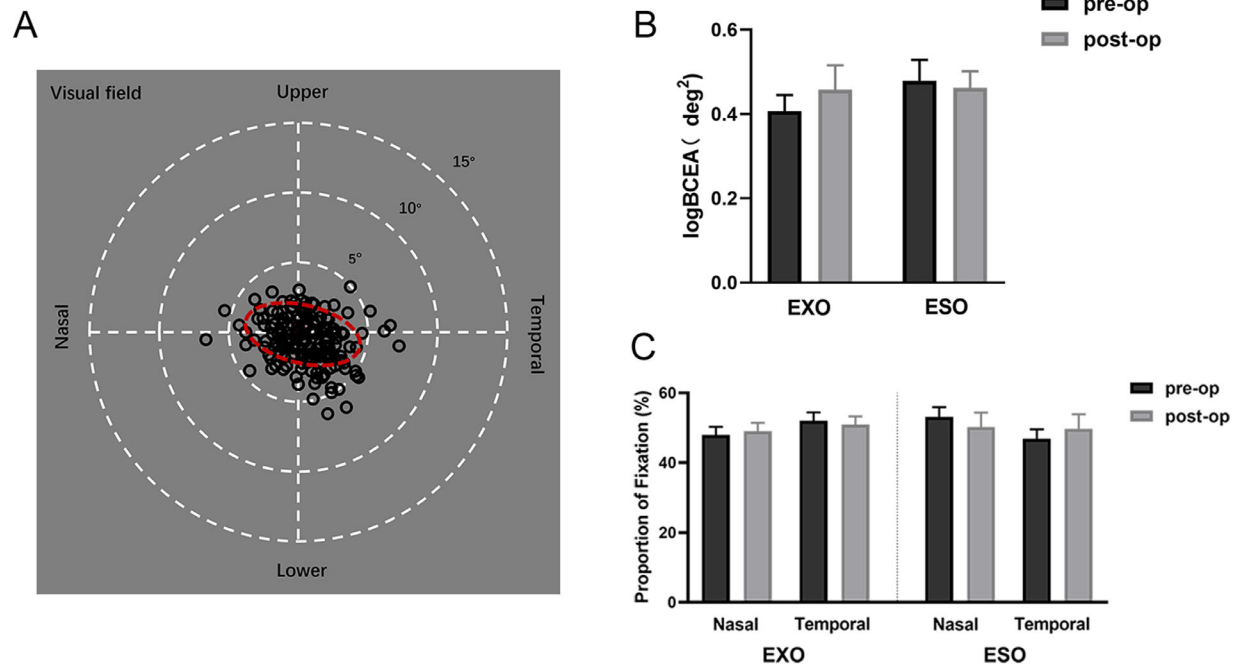 A
Visual field
Upper
15°
10°
5°
Nasal
Temporal
Lower
B
pre-op
post-op
logBCEA( deg²)
0.6
0.4
0.2
0.0
EXO
ESO
C
pre-op
post-op
Proportion of Fixation (%)
60
40
20
0
Nasal Temporal Nasal Temporal
EXO ESO